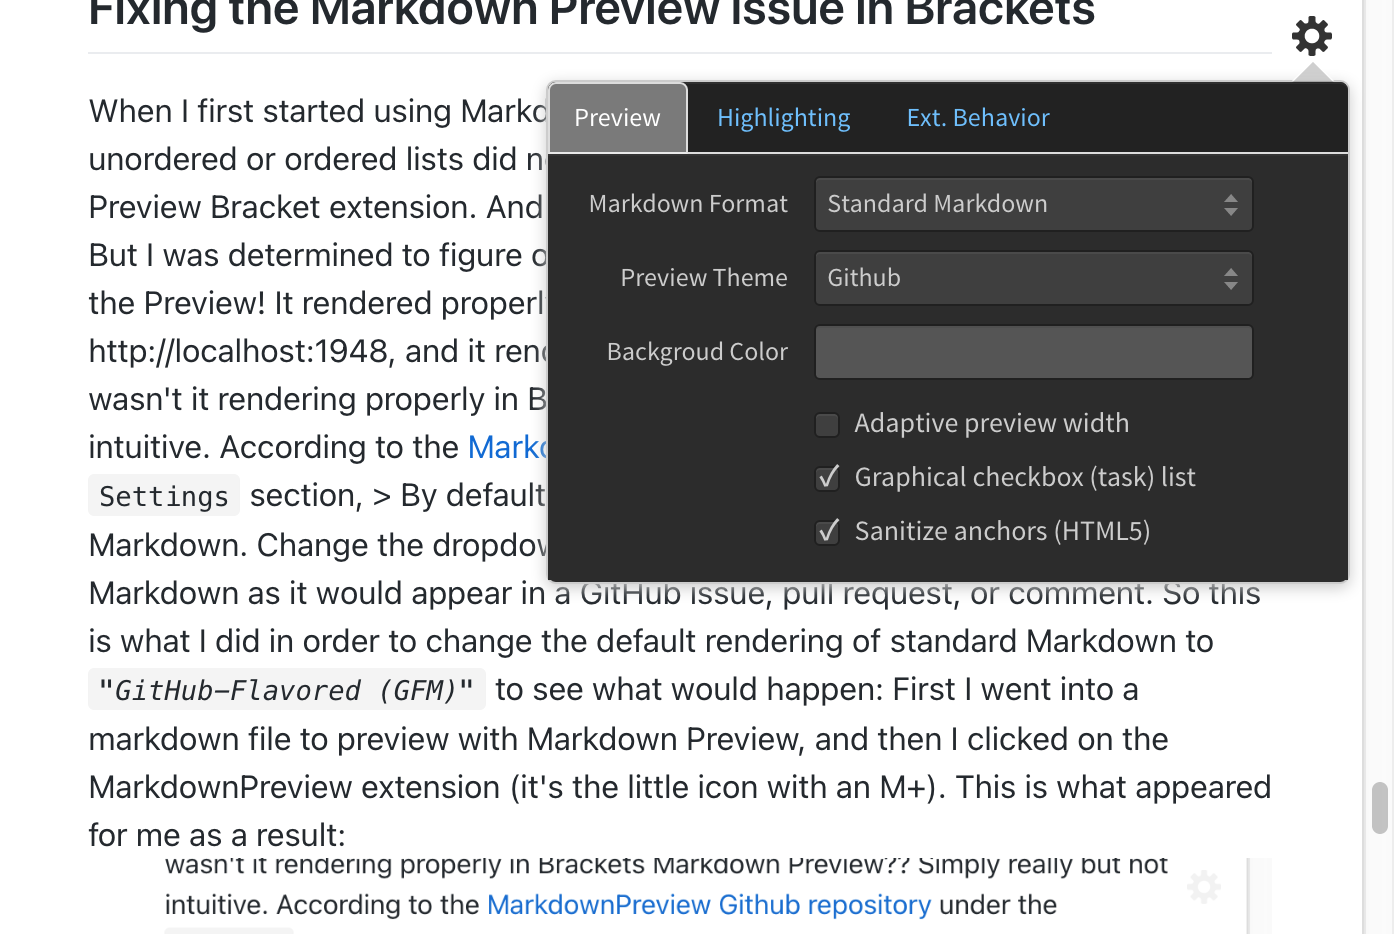 Fixing the Markdown Preview Issue in Brackets
When I first started using
unordered or ordered lists did
Preview Bracket extension. And
But I was determined to figure
the Preview! It rendered
http://localhost:1948, and it
wasn't it rendering properly in
intuitive. According to the
Settings section, > By default
Markdown. Change the
Markdown as it would appear in a GitHub issue, pull request, or comment. So this
is what I did in order to change the default rendering of standard Markdown to
"GitHub-Flavored (GFM)" to see what would happen: First I went into a
markdown file to preview with Markdown Preview, and then I clicked on the
MarkdownPreview extension (it's the little icon with an M+). This is what appeared
for me as a result:
wasn't it rendering properly in Brackets Markdown Preview?? Simply really but not
intuitive. According to the MarkdownPreview Github repository under the
Preview Highlighting Ext. Behavior
Markdown Format Standard Markdown
Preview Theme Github
Backgroud Color
Adaptive preview width
Graphical checkbox (task) list
Sanitize anchors (HTML5)